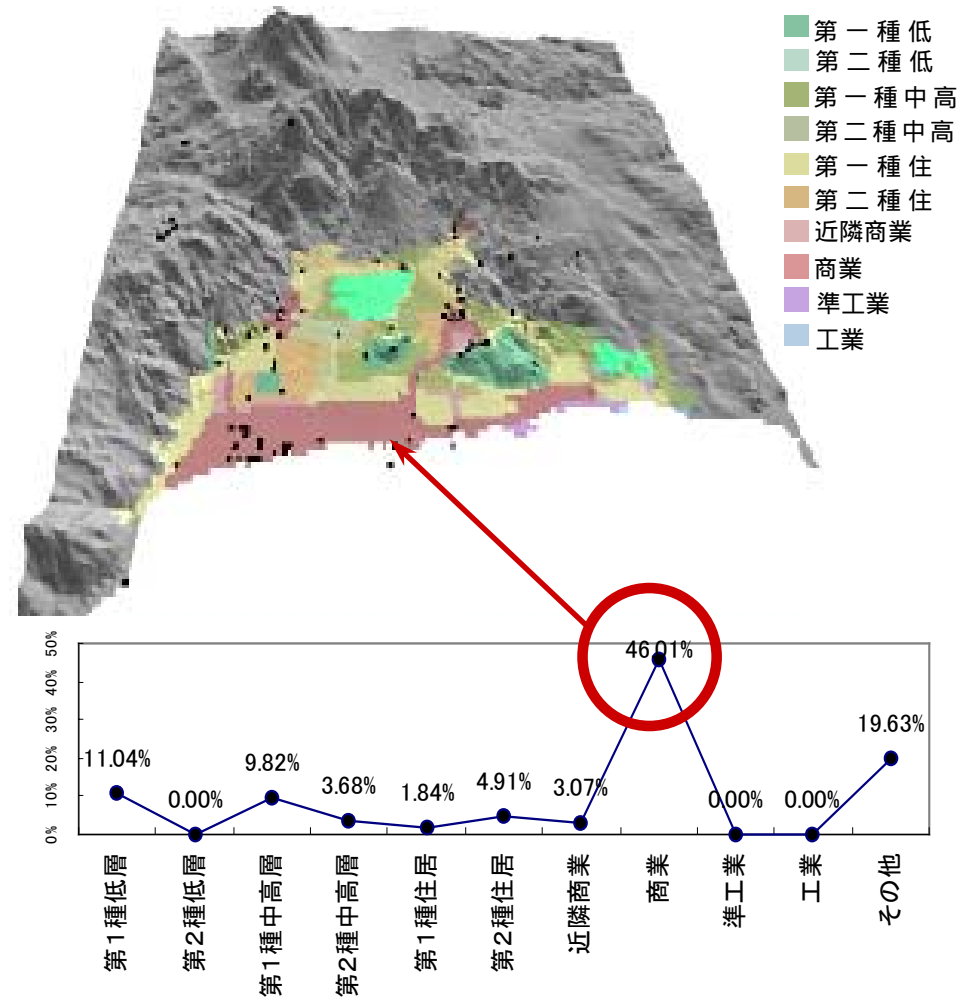 第一種低
第二種低
第一種中高
第二種中高
第一種住
第二種住
近隣商業
商業
準工業
工業
50%
40%
30%
20%
10%
0%
11.04%
0.00%
9.82%
3.68%
1.84%
4.91%
3.07%
46.01%
0.00%
0.00%
19.63%
第1種低層
第2種低層
第1種中高層
第2種中高層
第1種住居
第2種住居
近隣商業
商業
準工業
工業
その他